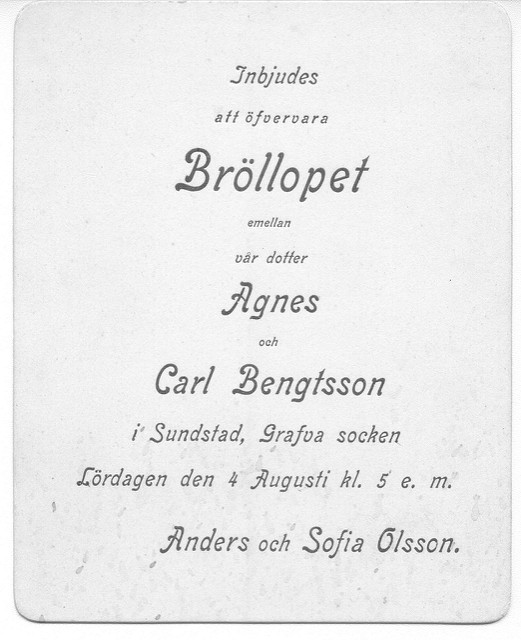 Inbjudes
att öfvervara
Bröllopet
emellan
vår dotter
Agnes
och
Carl Bengtsson
i Sundstad, Grafva socken
Lördagen den 4 Augusti kl. 5 e. m.
Anders och Sofia Olsson.